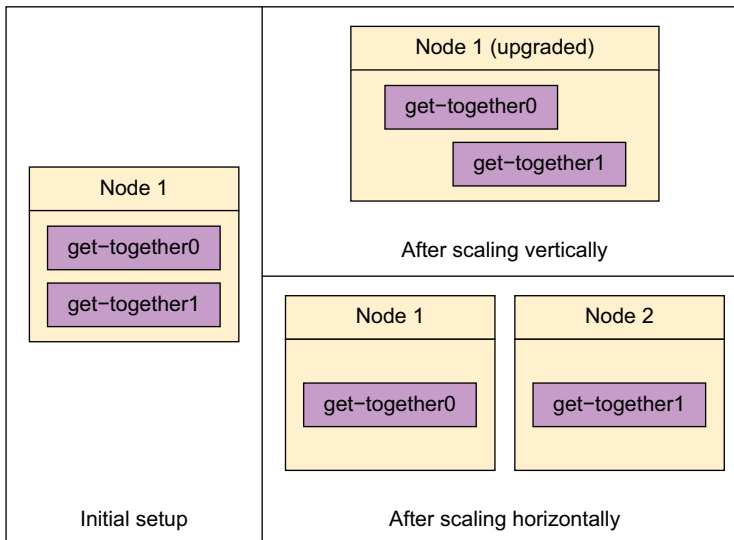 Node 1
get−together0
get−together1
Initial setup
Node 1 (upgraded)
get−together0
get−together1
After scaling vertically
Node 1
get−together0
Node 2
get−together1
After scaling horizontally